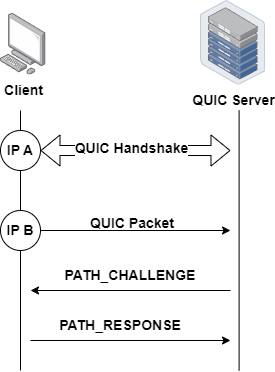 Client
QUIC Server
IP A
QUIC Handshake
IP B
QUIC Packet
PATH_CHALLENGE
PATH_RESPONSE